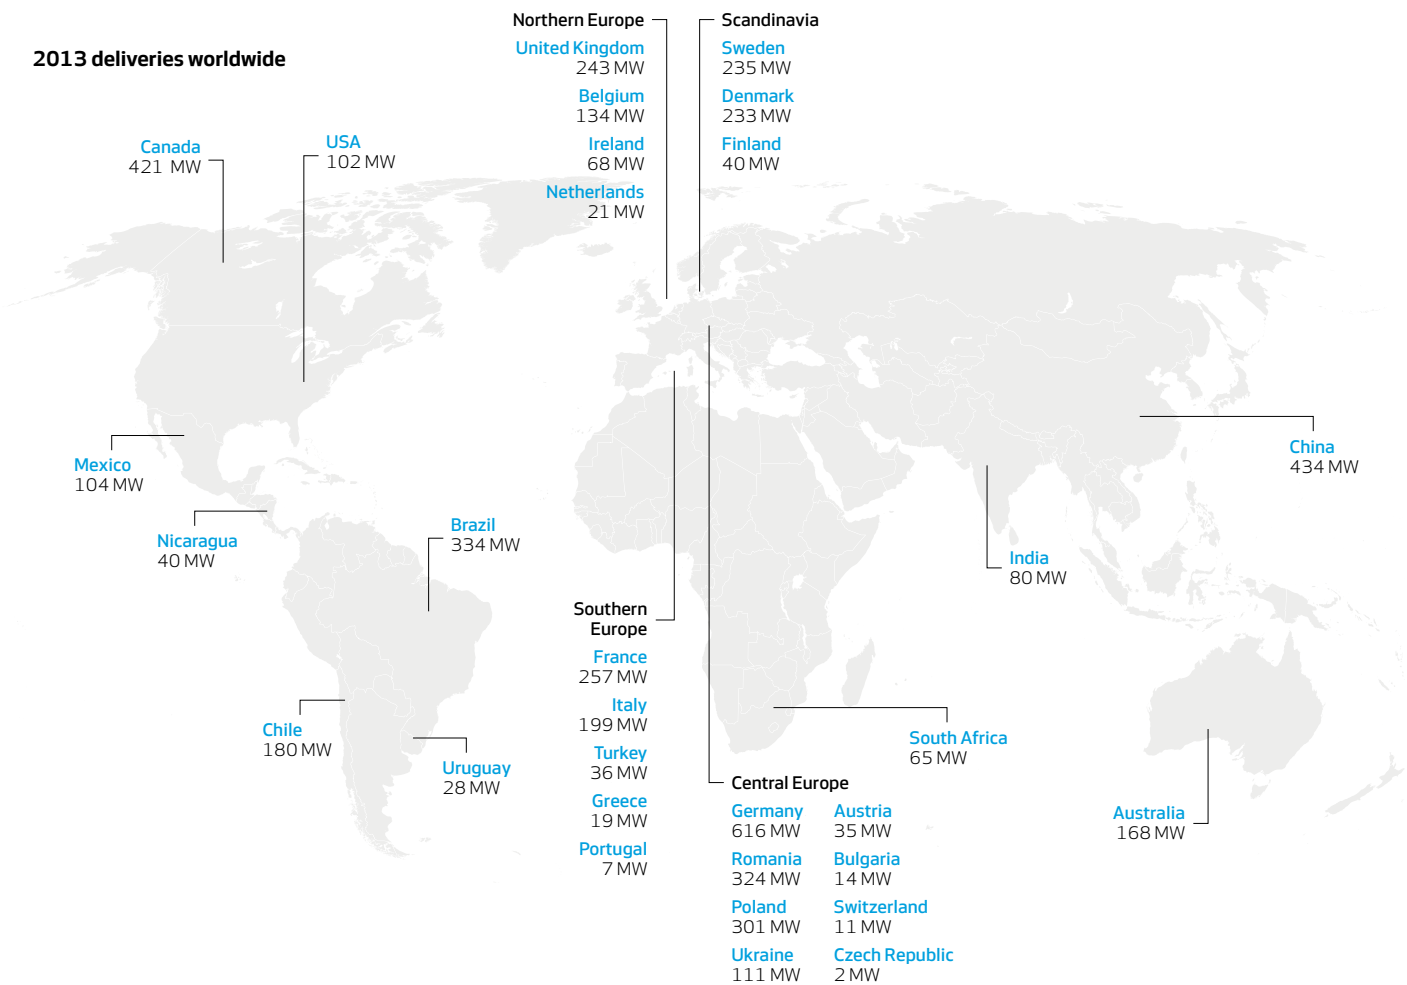 2013 deliveries worldwide
Northern Europe
United Kingdom
243 MW
Belgium
134 MW
Ireland
68 MW
Netherlands
21 MW
Scandinavia
Sweden
235 MW
Denmark
233 MW
Finland
40 MW
Canada
421 MW
USA
102 MW
Mexico
104 MW
Nicaragua
40 MW
Brazil
334 MW
Chile
180 MW
Uruguay
28 MW
Southern
Europe
France
257 MW
Italy
199 MW
Turkey
36 MW
Greece
19 MW
Portugal
7 MW
Central Europe
Germany
616 MW
Romania
324 MW
Poland
301 MW
Ukraine
111 MW
Austria
35 MW
Bulgaria
14 MW
Switzerland
11 MW
Czech Republic
2 MW
China
434 MW
India
80 MW
South Africa
65 MW
Australia
168 MW